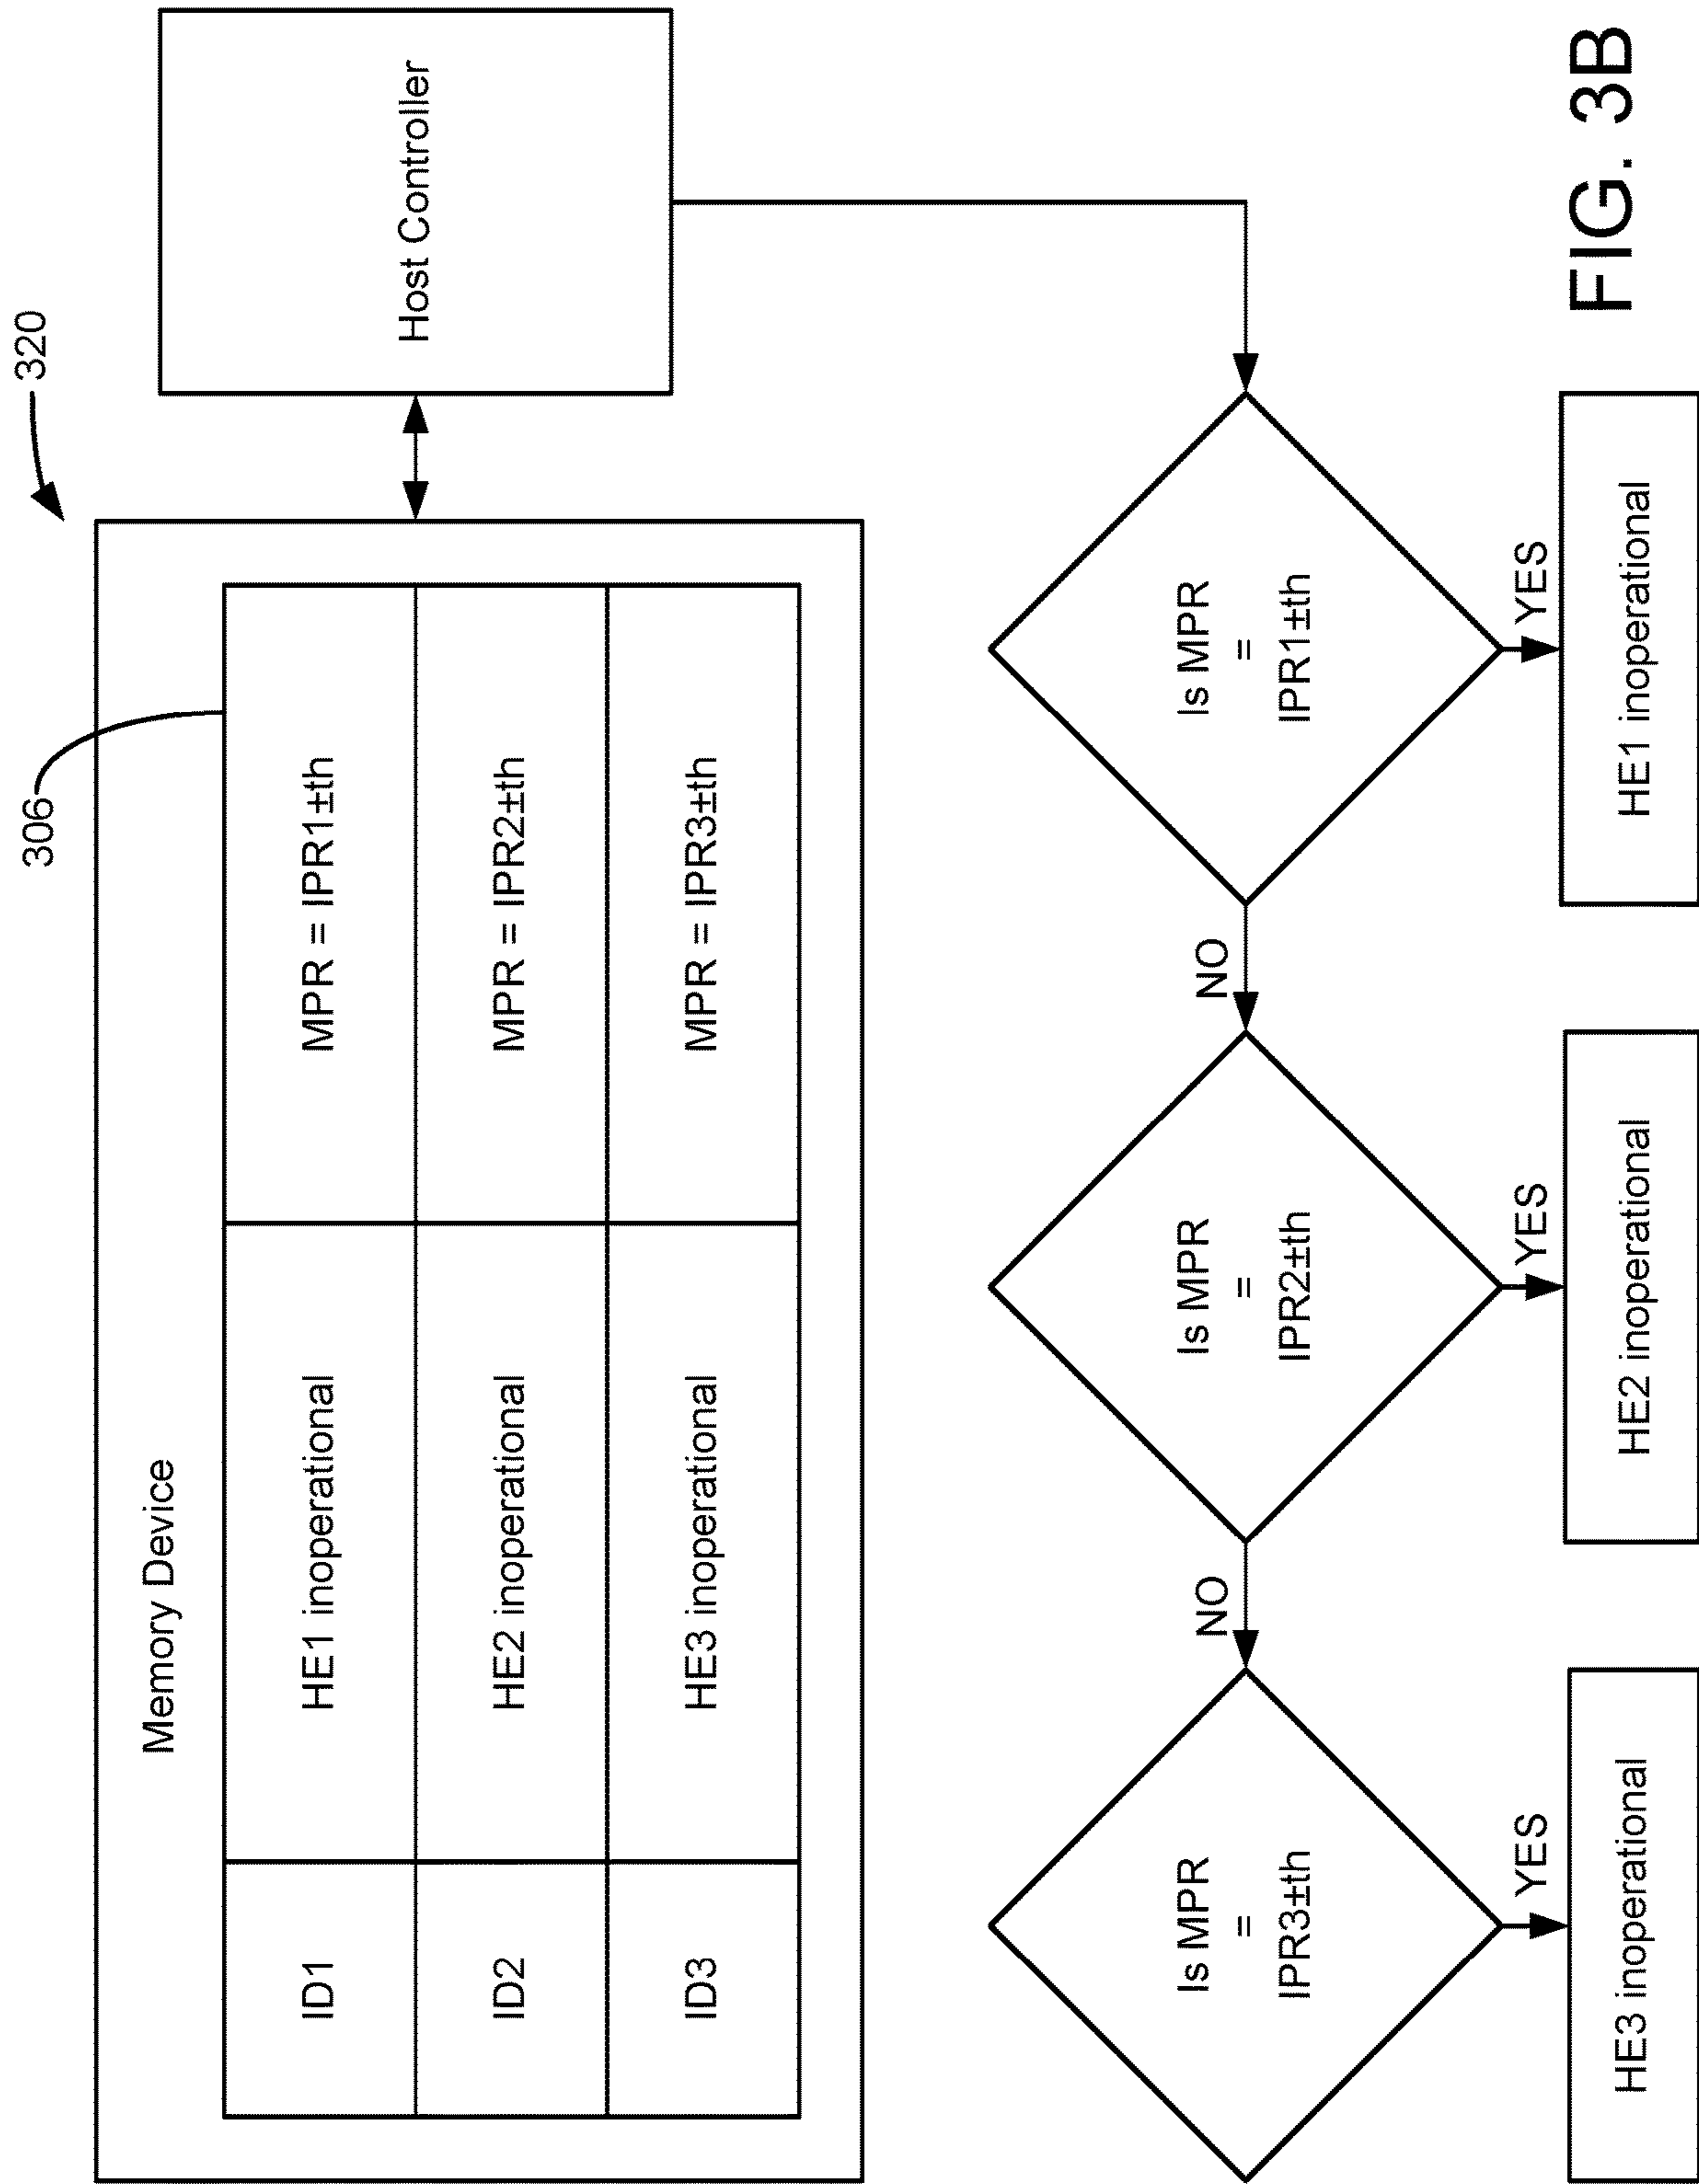 320
Memory Device
306
ID1
HE1 inoperational
MPR = IPR1±th
ID2
HE2 inoperational
MPR = IPR2±th
ID3
HE3 inoperational
MPR = IPR3±th
Host Controller
Is MPR
=
IPR1±th
YES
HE1 inoperational
NO
Is MPR
=
IPR2±th
YES
HE2 inoperational
NO
Is MPR
=
IPR3±th
YES
HE3 inoperational
FIG. 3B